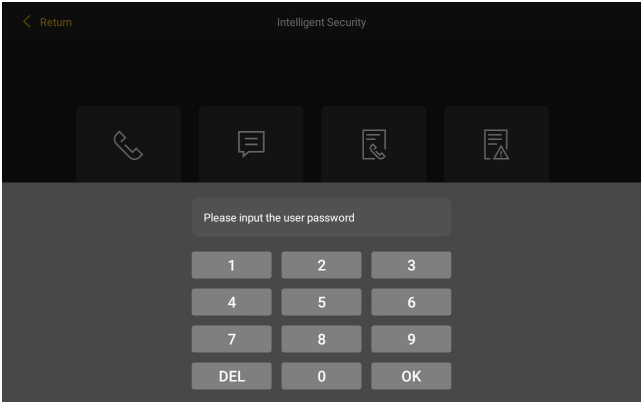 Return
Intelligent Security
Please input the user password
1 2 3
4 5 6
7 8 9
DEL 0 OK